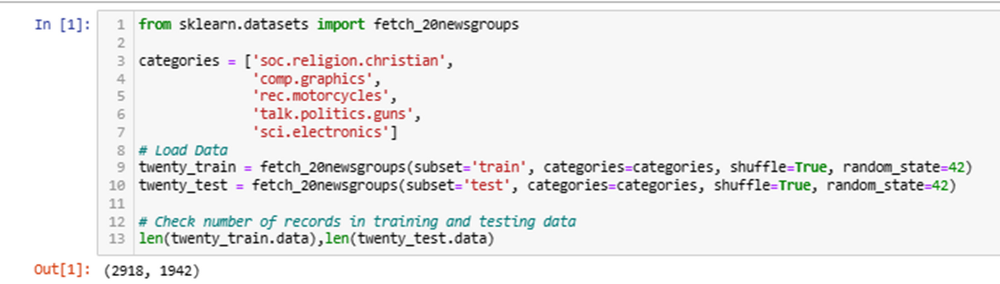 In [1]:
1 from sklearn.datasets import fetch_20newsgroups
2
3 categories = ['soc.religion.christian',
4 'comp.graphics',
5 'rec.motorcycles',
6 'talk.politics.guns',
7 'sci.electronics']
8 # Load Data
9 twenty_train = fetch_20newsgroups(subset='train', categories=categories, shuffle=True, random_state=42)
10 twenty_test = fetch_20newsgroups(subset='test', categories=categories, shuffle=True, random_state=42)
11
12 # Check number of records in training and testing data
13 len(twenty_train.data),len(twenty_test.data)
Out[1]: (2918, 1942)